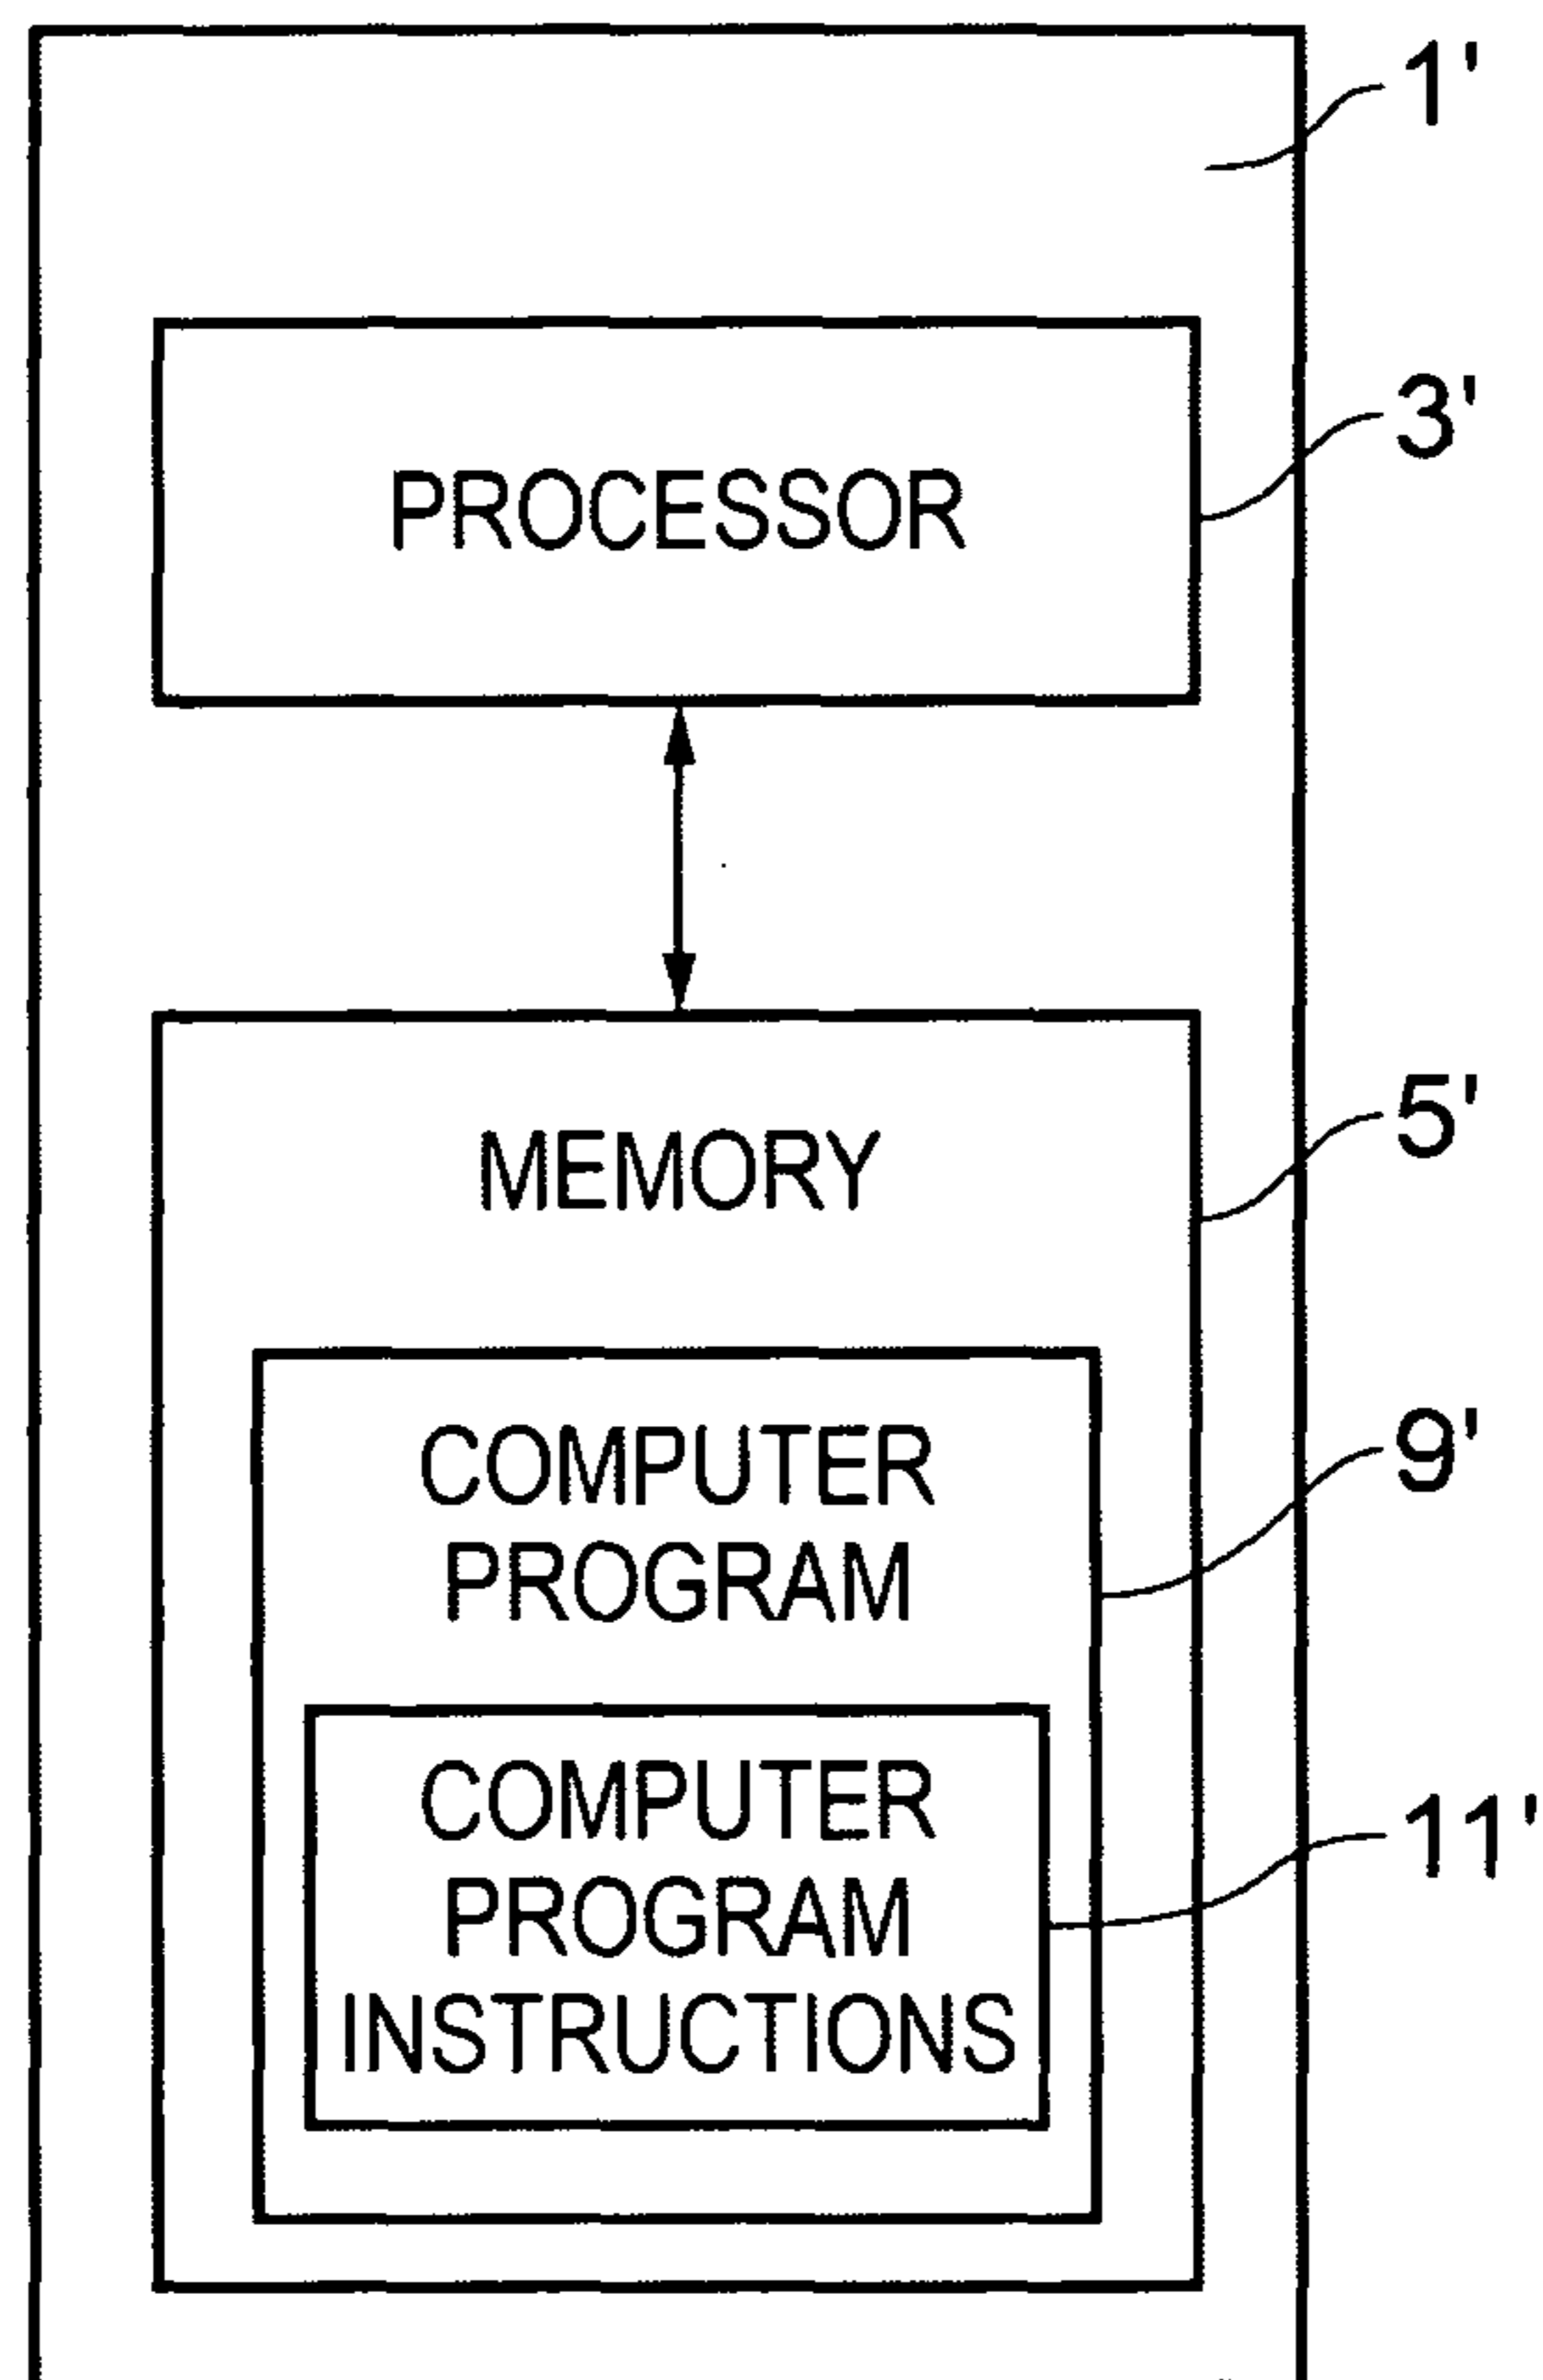 1'
PROCESSOR
3'
MEMORY
5'
COMPUTER
PROGRAM
9'
COMPUTER
PROGRAM
INSTRUCTIONS
11'